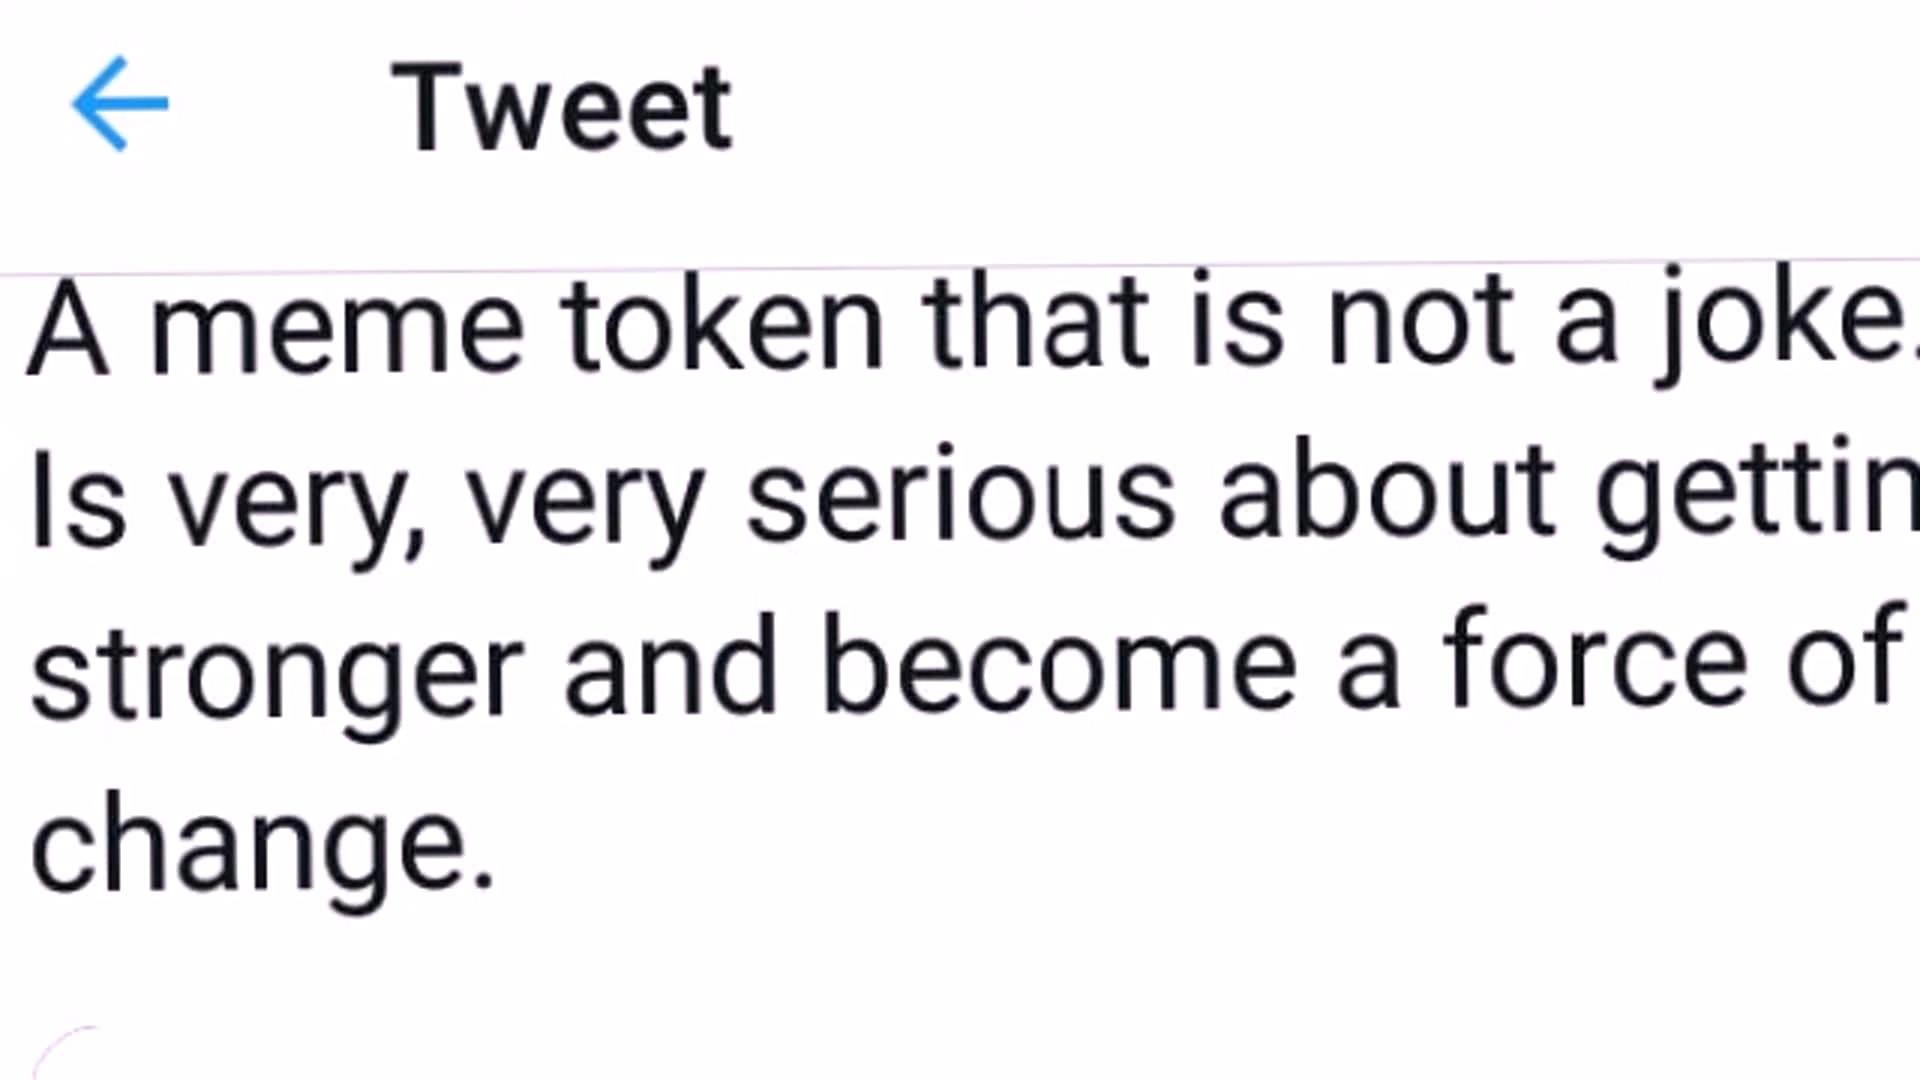 Tweet
A meme token that is not a joke.
Is very, very serious about gettin
stronger and become a force of
change.